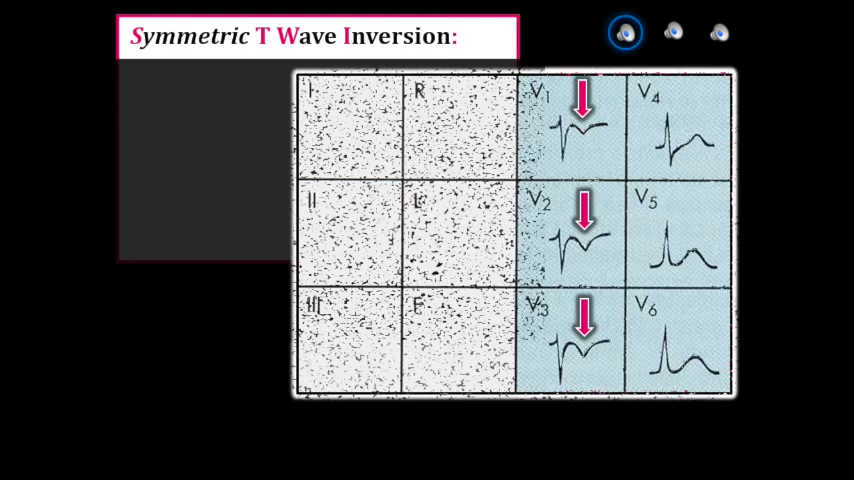 Symmetric T Wave Inversion:
I R V1 V4
II L V2 V5
III F V3 V6